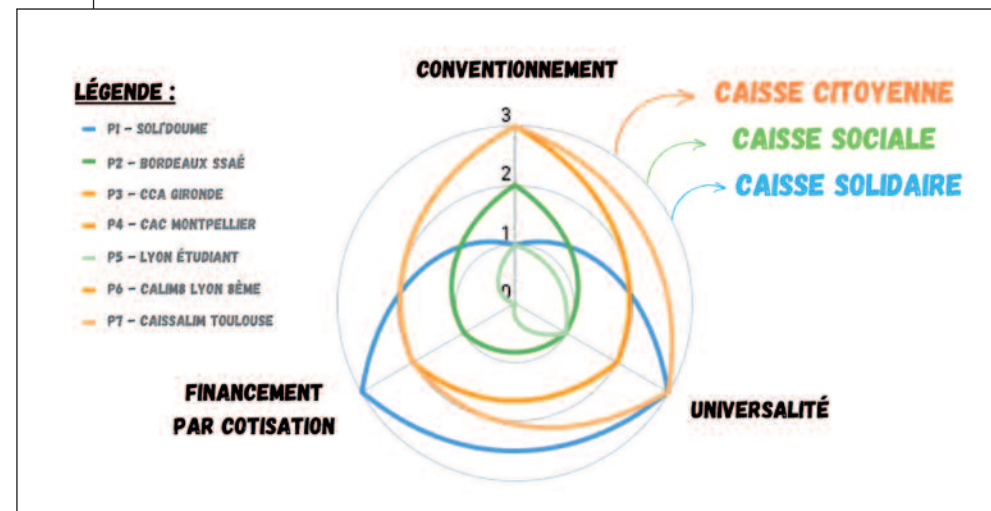 CONVENTIONNEMENT
LÉGENDE :
P1 - SOLI'DOUME
P2 - BORDEAUX SSAÉ
P3 - CCA GIRONDE
P4 - CAC MONTPELLIER
P5 - LYON ÉTUDIANT
P6 - CALIM8 LYON 8ÈME
P7 - CAISSALIM TOULOUSE
3
2
1
0
CAISSE CITOYENNE
CAISSE SOCIALE
CAISSE SOLIDAIRE
FINANCEMENT
PAR COTISATION
UNIVERSALITÉ